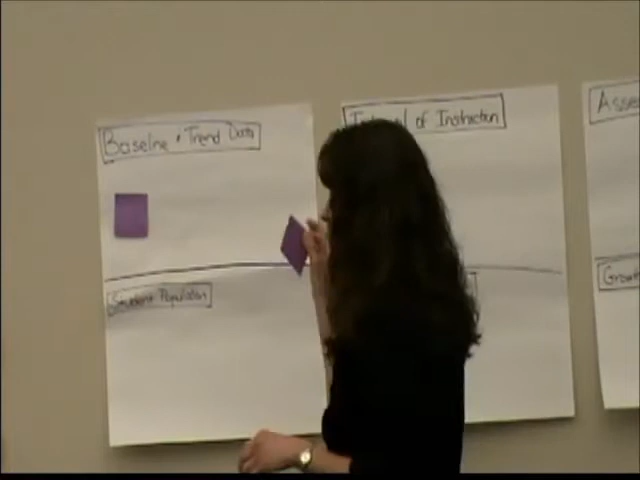 Baseline + Trend Data
of Instruction
Asse
Student Population
Grow